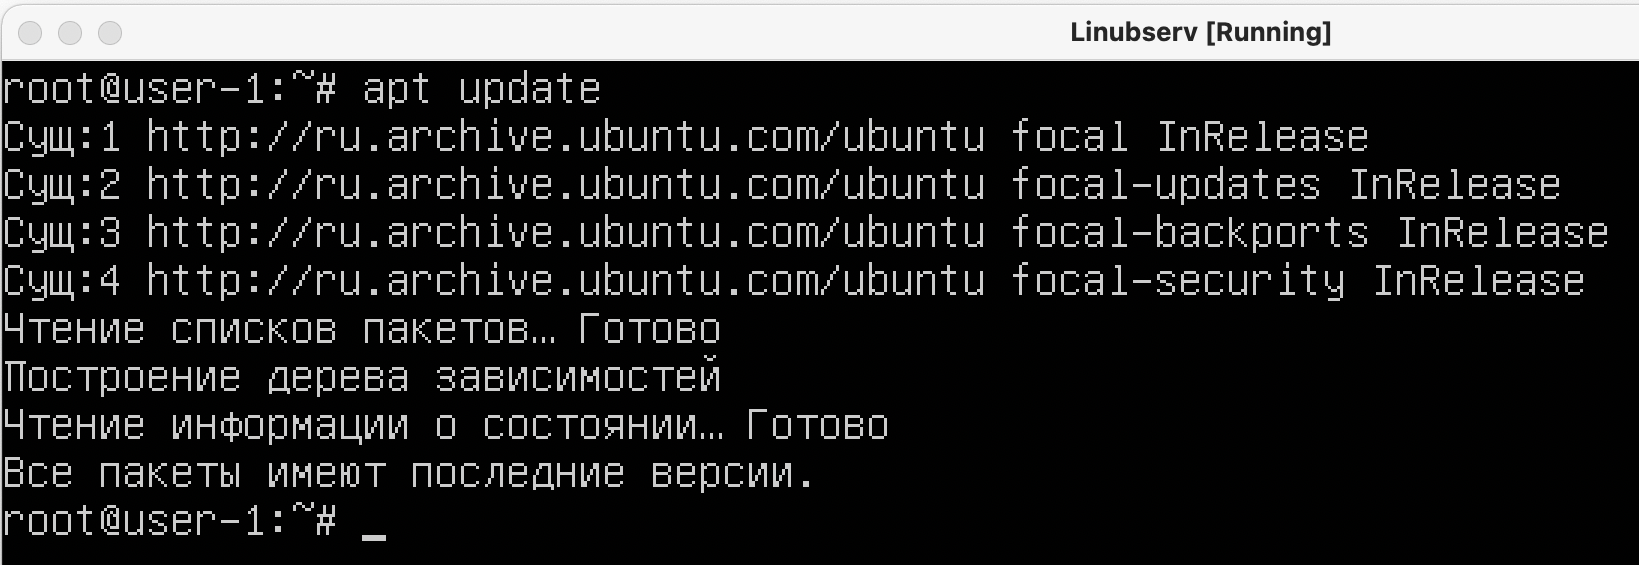 Linubserv [Running]
root@user-1:~# apt update
Сущ:1 http://ru.archive.ubuntu.com/ubuntu focal InRelease
Сущ:2 http://ru.archive.ubuntu.com/ubuntu focal-updates InRelease
Сущ:3 http://ru.archive.ubuntu.com/ubuntu focal-backports InRelease
Сущ:4 http://ru.archive.ubuntu.com/ubuntu focal-security InRelease
Чтение списков пакетов… Готово
Построение дерева зависимостей
Чтение информации о состоянии… Готово
Все пакеты имеют последние версии.
root@user-1:~# _